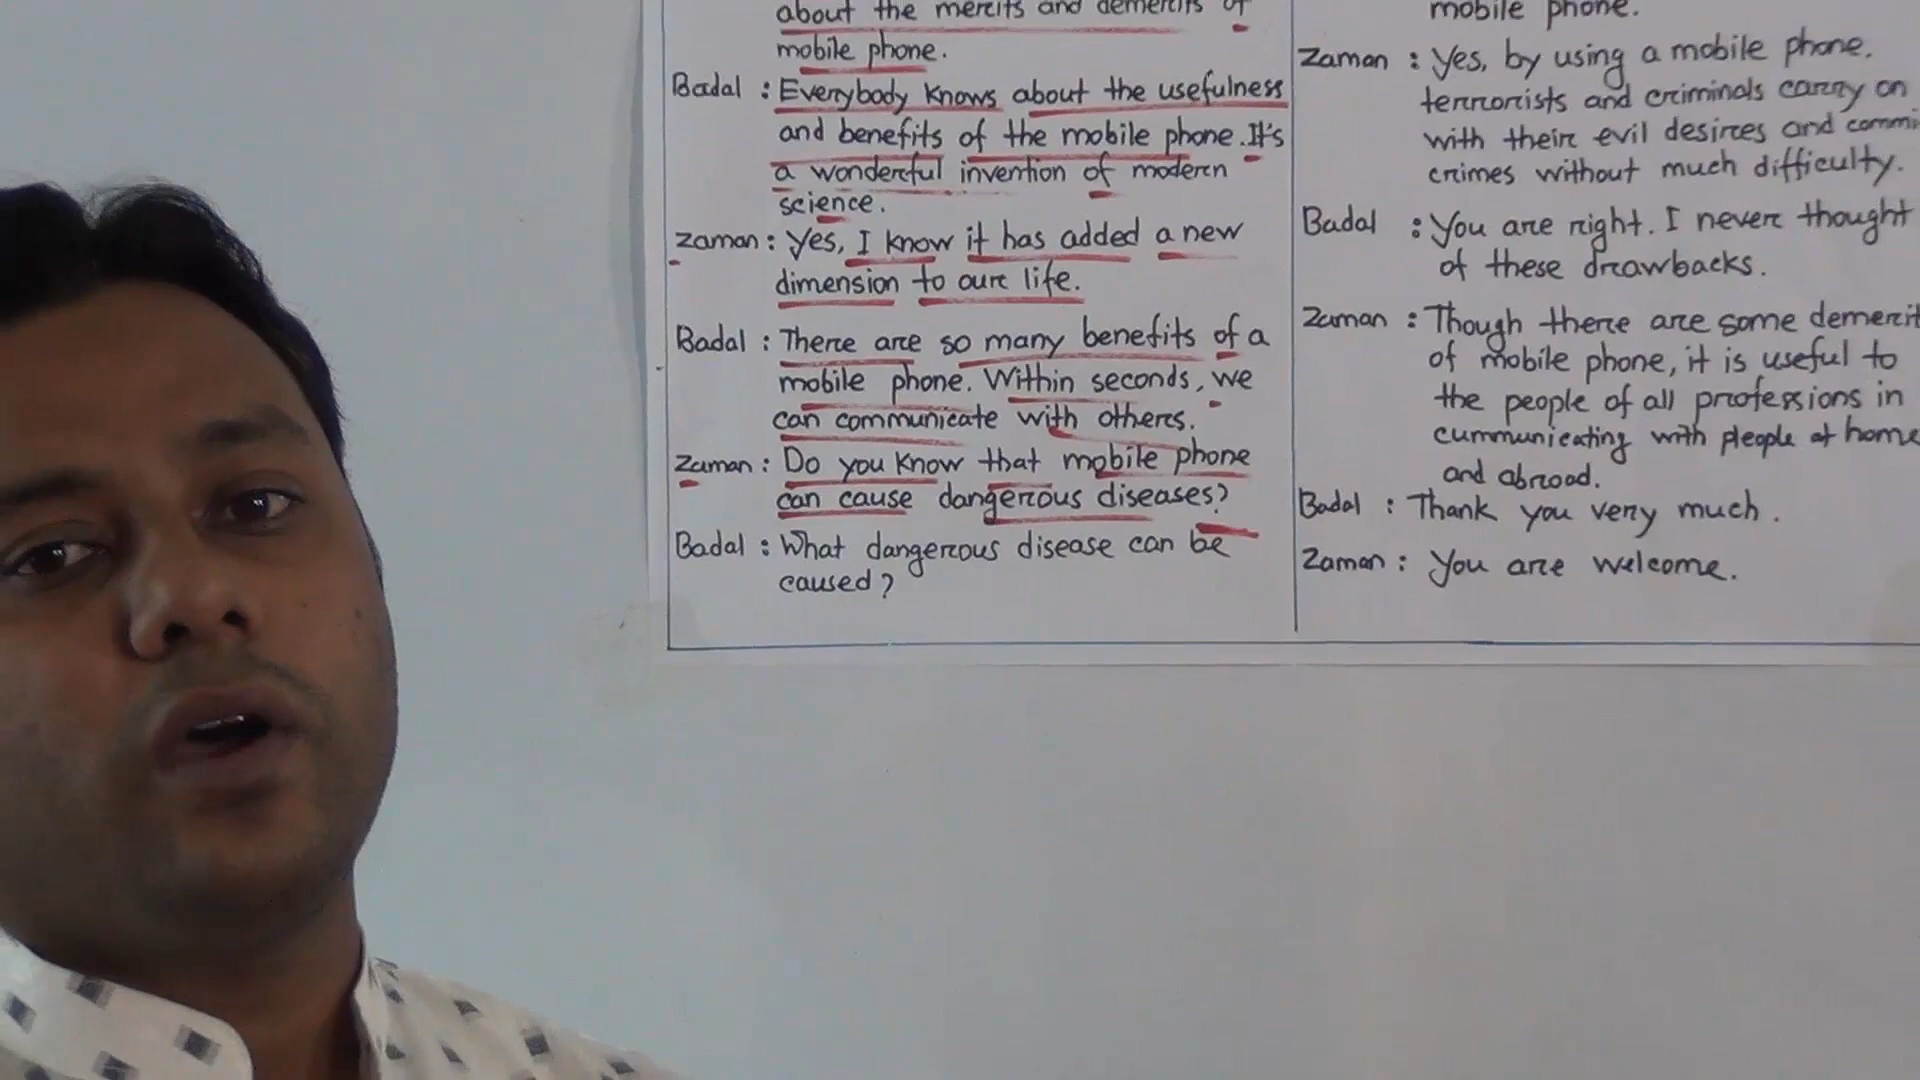 about the merits and demerits of
mobile phone.
Badal : Everybody knows about the usefulness
and benefits of the mobile phone. It's
a wonderful invention of modern
science.
Zaman : Yes, I know it has added a new
dimension to our life.
Badal : There are so many benefits of a
mobile phone. Within seconds, we
can communicate with others.
Zaman : Do you know that mobile phone
can cause dangerous diseases?
Badal : What dangerous disease can be
caused?
mobile phone.
Zaman : Yes, by using a mobile phone.
terrorists and criminals carry on
with their evil desires and commi
crimes without much difficulty.
Badal : You are right. I never thought
of these drawbacks.
Zaman : Though there are some demerit
of mobile phone, it is useful to
the people of all professions in
cummunicating with pleople at home
and abroad.
Badal : Thank you very much.
Zaman : You are welcome.